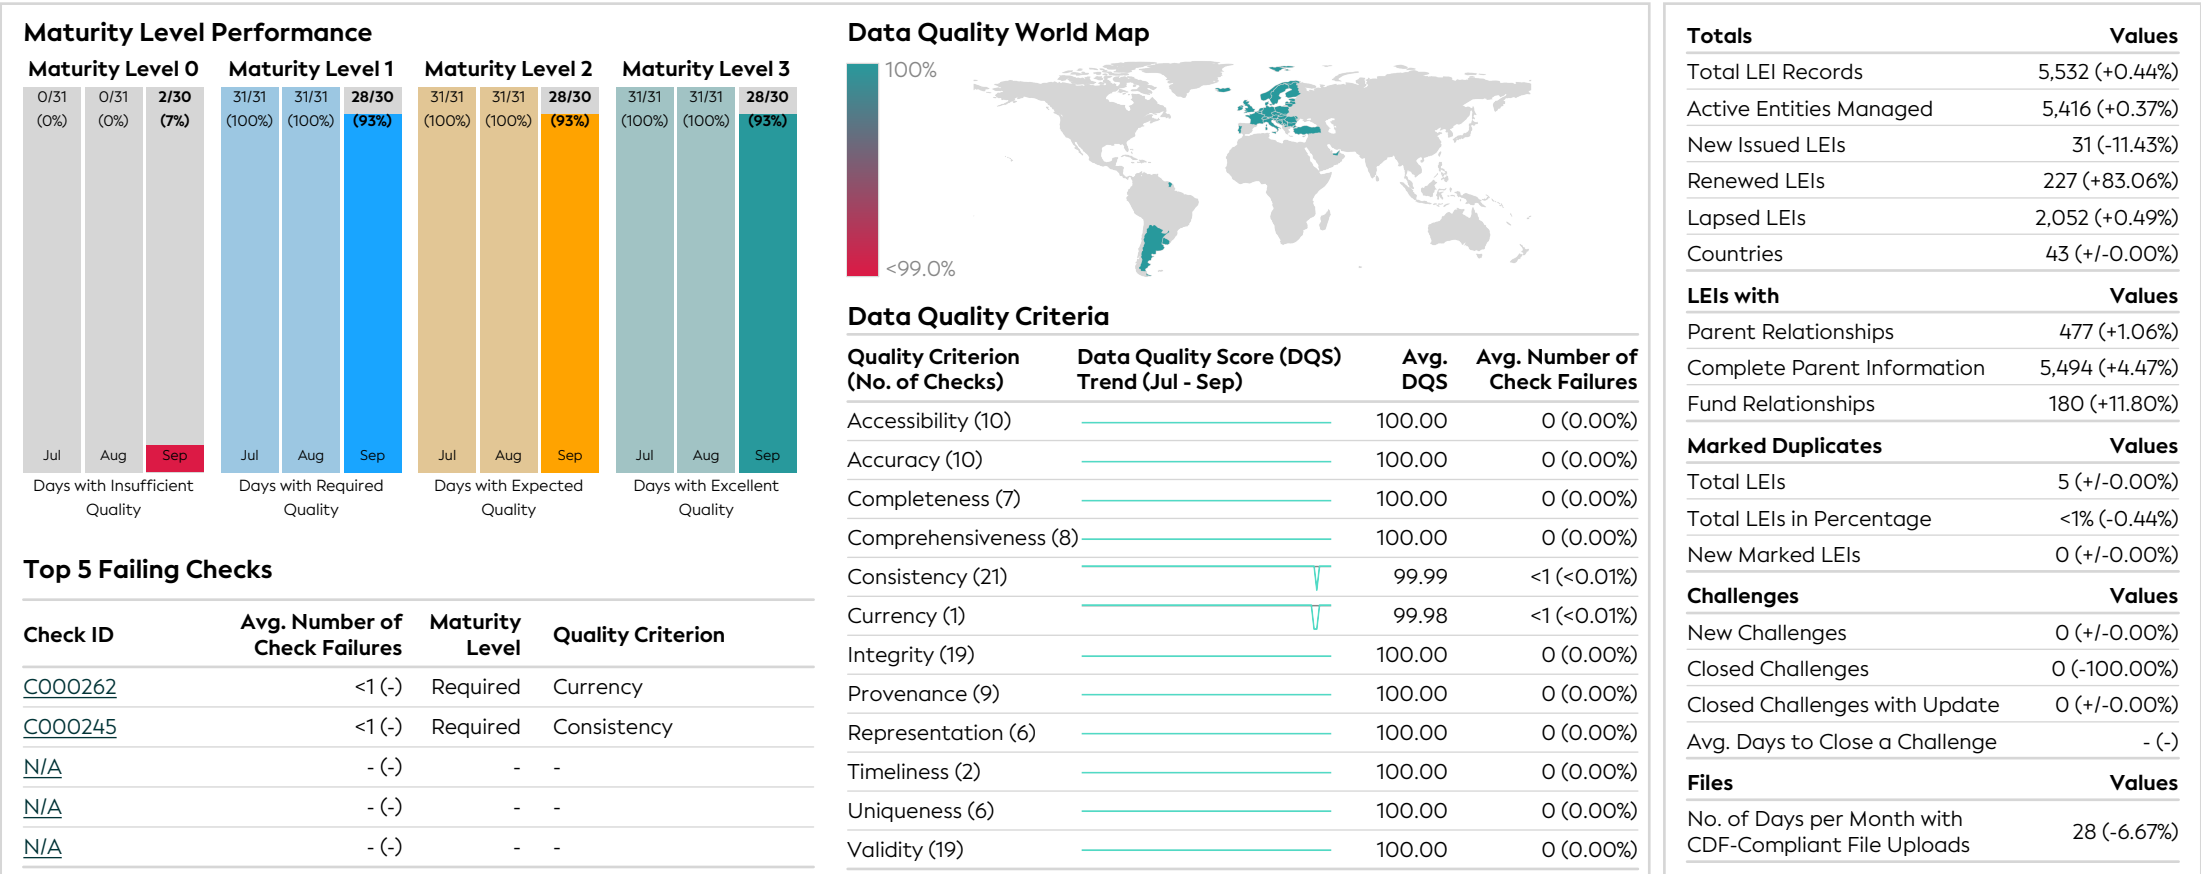 Maturity Level Performance
Maturity Level 0 Maturity Level 1 Maturity Level 2 Maturity Level 3
0/31 0/31 2/30 31/31 31/31 28/30 31/31 31/31 28/30 31/31 31/31 28/30
(0%) (0%) (7%) (100%) (100%) (93%) (100%) (100%) (93%) (100%) (100%) (93%)
Jul Aug Sep Jul Aug Sep Jul Aug Sep Jul Aug Sep
Days with Insufficient Days with Required Days with Expected Days with Excellent
Quality Quality Quality Quality
Top 5 Failing Checks
Check ID Avg. Number of Check Failures Maturity Level Quality Criterion
C000262 <1 (-) Required Currency
C000245 <1 (-) Required Consistency
N/A - (-) - -
N/A - (-) - -
N/A - (-) - -
Data Quality World Map
100%
<99.0%
Data Quality Criteria
Quality Criterion Data Quality Score (DQS) Avg. Avg. Number of
(No. of Checks) Trend (Jul - Sep) DQS Check Failures
Accessibility (10) 100.00 0 (0.00%)
Accuracy (10) 100.00 0 (0.00%)
Completeness (7) 100.00 0 (0.00%)
Comprehensiveness (8) 100.00 0 (0.00%)
Consistency (21) 99.99 <1 (<0.01%)
Currency (1) 99.98 <1 (<0.01%)
Integrity (19) 100.00 0 (0.00%)
Provenance (9) 100.00 0 (0.00%)
Representation (6) 100.00 0 (0.00%)
Timeliness (2) 100.00 0 (0.00%)
Uniqueness (6) 100.00 0 (0.00%)
Validity (19) 100.00 0 (0.00%)
Totals Values
Total LEI Records 5,532 (+0.44%)
Active Entities Managed 5,416 (+0.37%)
New Issued LEIs 31 (-11.43%)
Renewed LEIs 227 (+83.06%)
Lapsed LEIs 2,052 (+0.49%)
Countries 43 (+/-0.00%)
LEIs with Values
Parent Relationships 477 (+1.06%)
Complete Parent Information 5,494 (+4.47%)
Fund Relationships 180 (+11.80%)
Marked Duplicates Values
Total LEIs 5 (+/-0.00%)
Total LEIs in Percentage <1% (-0.44%)
New Marked LEIs 0 (+/-0.00%)
Challenges Values
New Challenges 0 (+/-0.00%)
Closed Challenges 0 (-100.00%)
Closed Challenges with Update 0 (+/-0.00%)
Avg. Days to Close a Challenge - (-)
Files Values
No. of Days per Month with
CDF-Compliant File Uploads 28 (-6.67%)